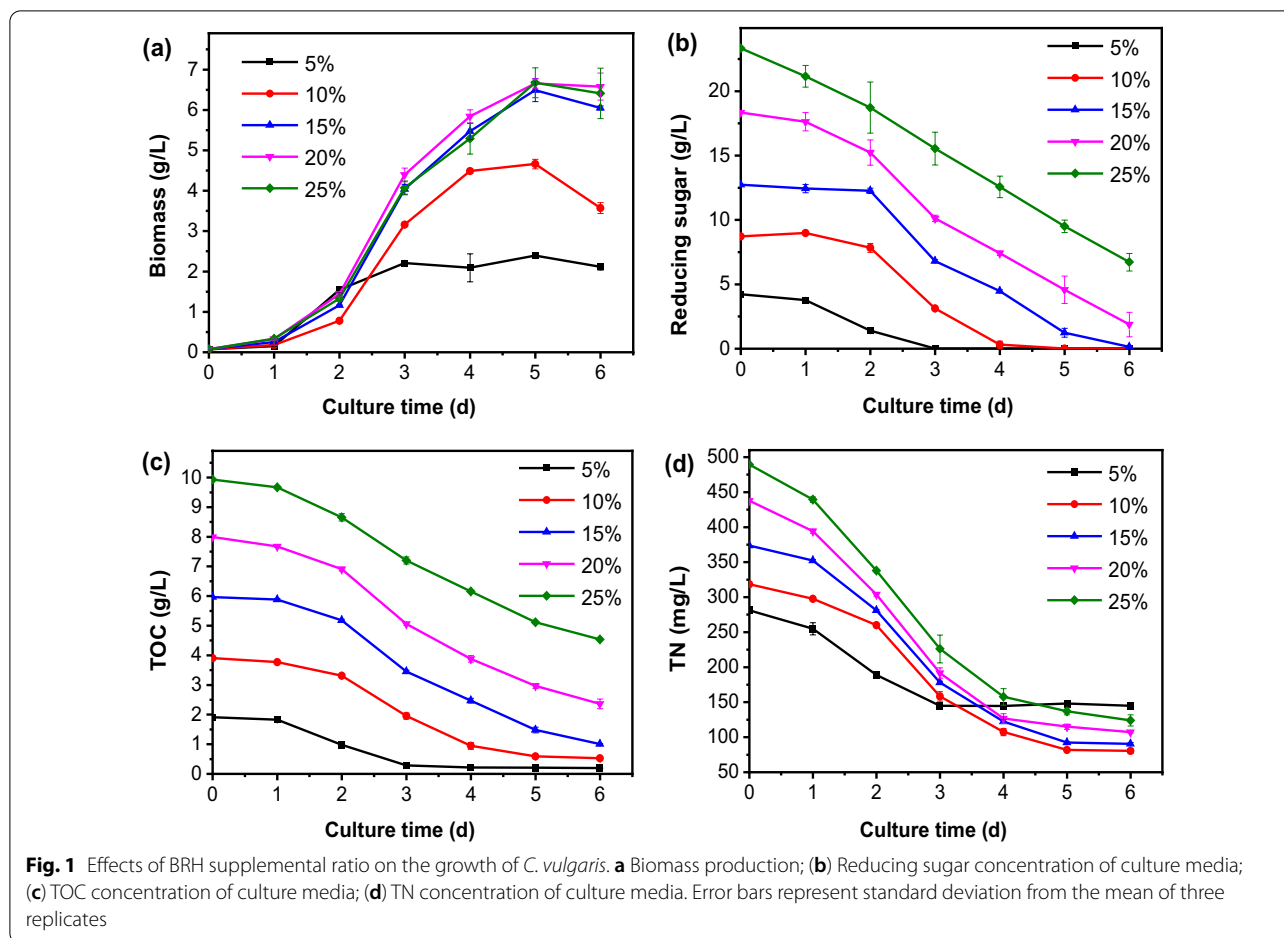 (a)
5%
10%
15%
20%
25%
Biomass (g/L)
7
6
5
4
3
2
1
0
0 1 2 3 4 5 6
Culture time (d)
(b)
5%
10%
15%
20%
25%
Reducing sugar (g/L)
20
15
10
5
0
0 1 2 3 4 5 6
Culture time (d)
(c)
5%
10%
15%
20%
25%
TOC (g/L)
10
9
8
7
6
5
4
3
2
1
0
0 1 2 3 4 5 6
Culture time (d)
(d)
5%
10%
15%
20%
25%
TN (mg/L)
500
450
400
350
300
250
200
150
100
50
0 1 2 3 4 5 6
Culture time (d)
Fig. 1 Effects of BRH supplemental ratio on the growth of C. vulgaris. a Biomass production; (b) Reducing sugar concentration of culture media;
(c) TOC concentration of culture media; (d) TN concentration of culture media. Error bars represent standard deviation from the mean of three
replicates